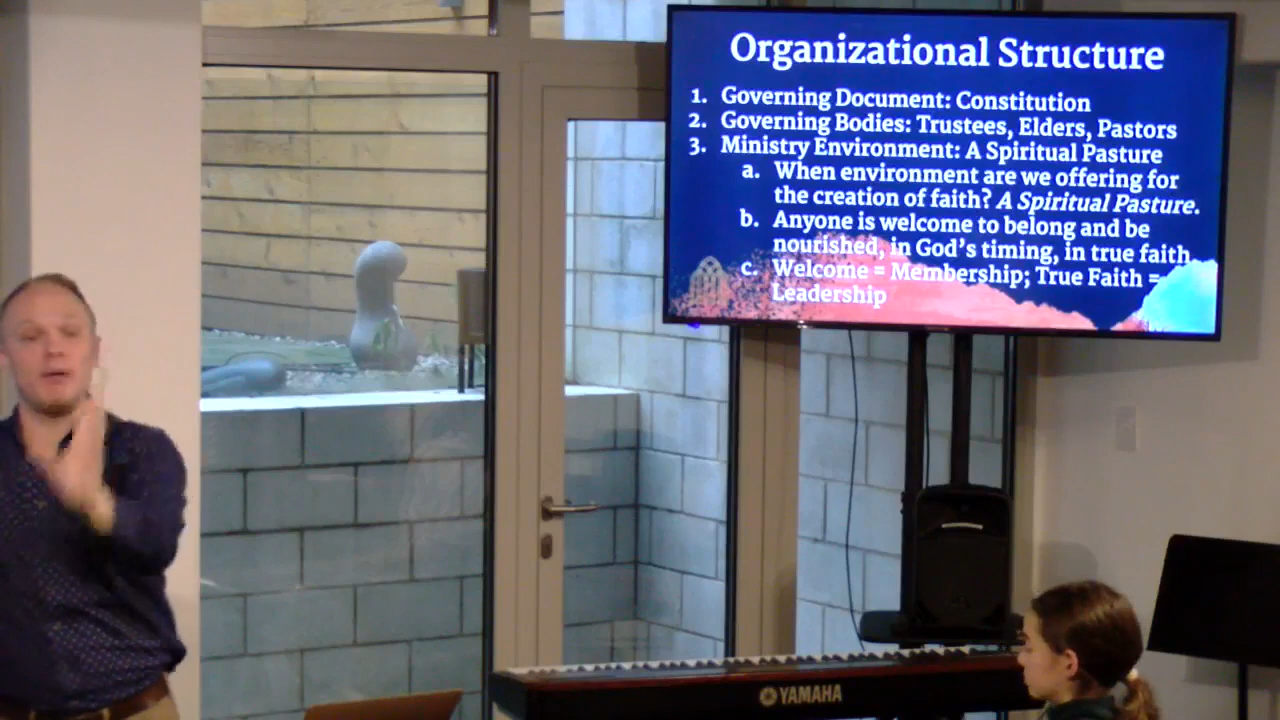 Organizational Structure
1. Governing Document: Constitution
2. Governing Bodies: Trustees, Elders, Pastors
3. Ministry Environment: A Spiritual Pasture
a. When environment are we offering for
the creation of faith? A Spiritual Pasture.
b. Anyone is welcome to belong and be
nourished, in God's timing, in true faith
c. Welcome = Membership; True Faith =
Leadership
YAMAHA